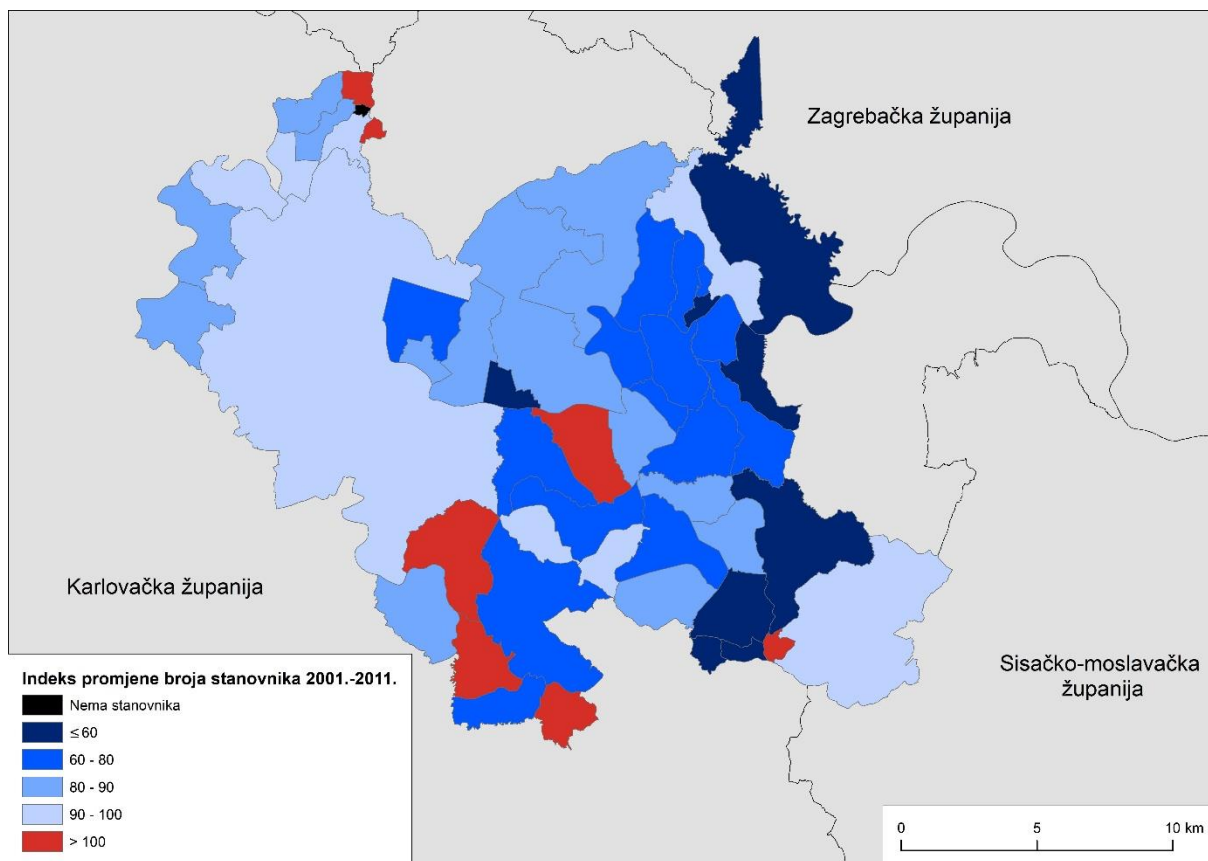 Zagrebačka županija
Karlovačka županija
Sisačko-moslavačka
županija
Indeks promjene broja stanovnika 2001.-2011.
Nema stanovnika
≤ 60
60 - 80
80 - 90
90 - 100
> 100
0 5 10 km